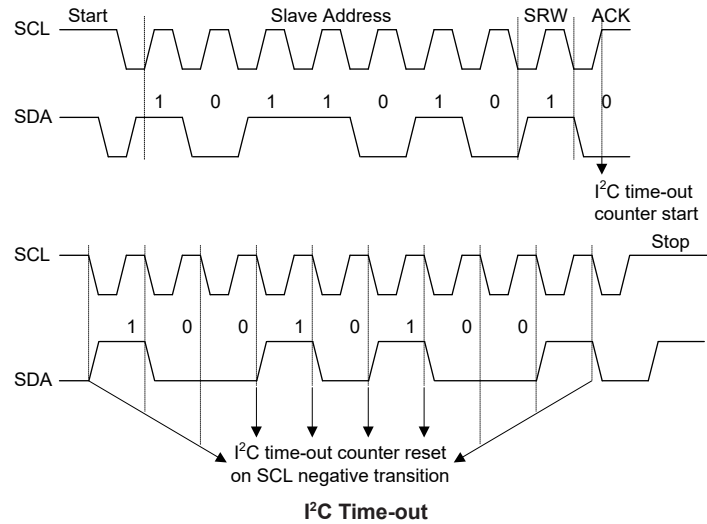 Start Slave Address SRW ACK
SCL
1 0 1 1 0 1 0 1 0
SDA
I²C time-out
counter start
Stop
SCL
1 0 0 1 0 1 0 0
SDA
I²C time-out counter reset
on SCL negative transition
I²C Time-out